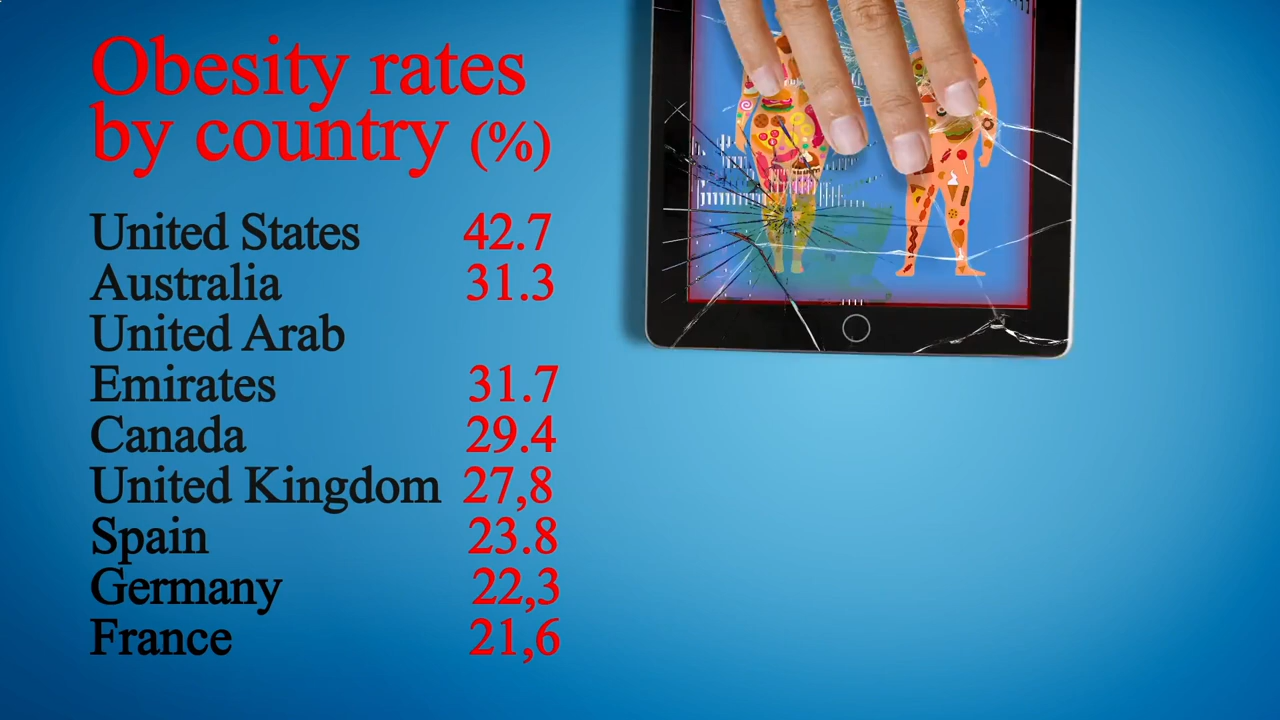 Obesity rates
by country (%)
United States 42.7
Australia 31.3
United Arab
Emirates 31.7
Canada 29.4
United Kingdom 27,8
Spain 23.8
Germany 22,3
France 21,6